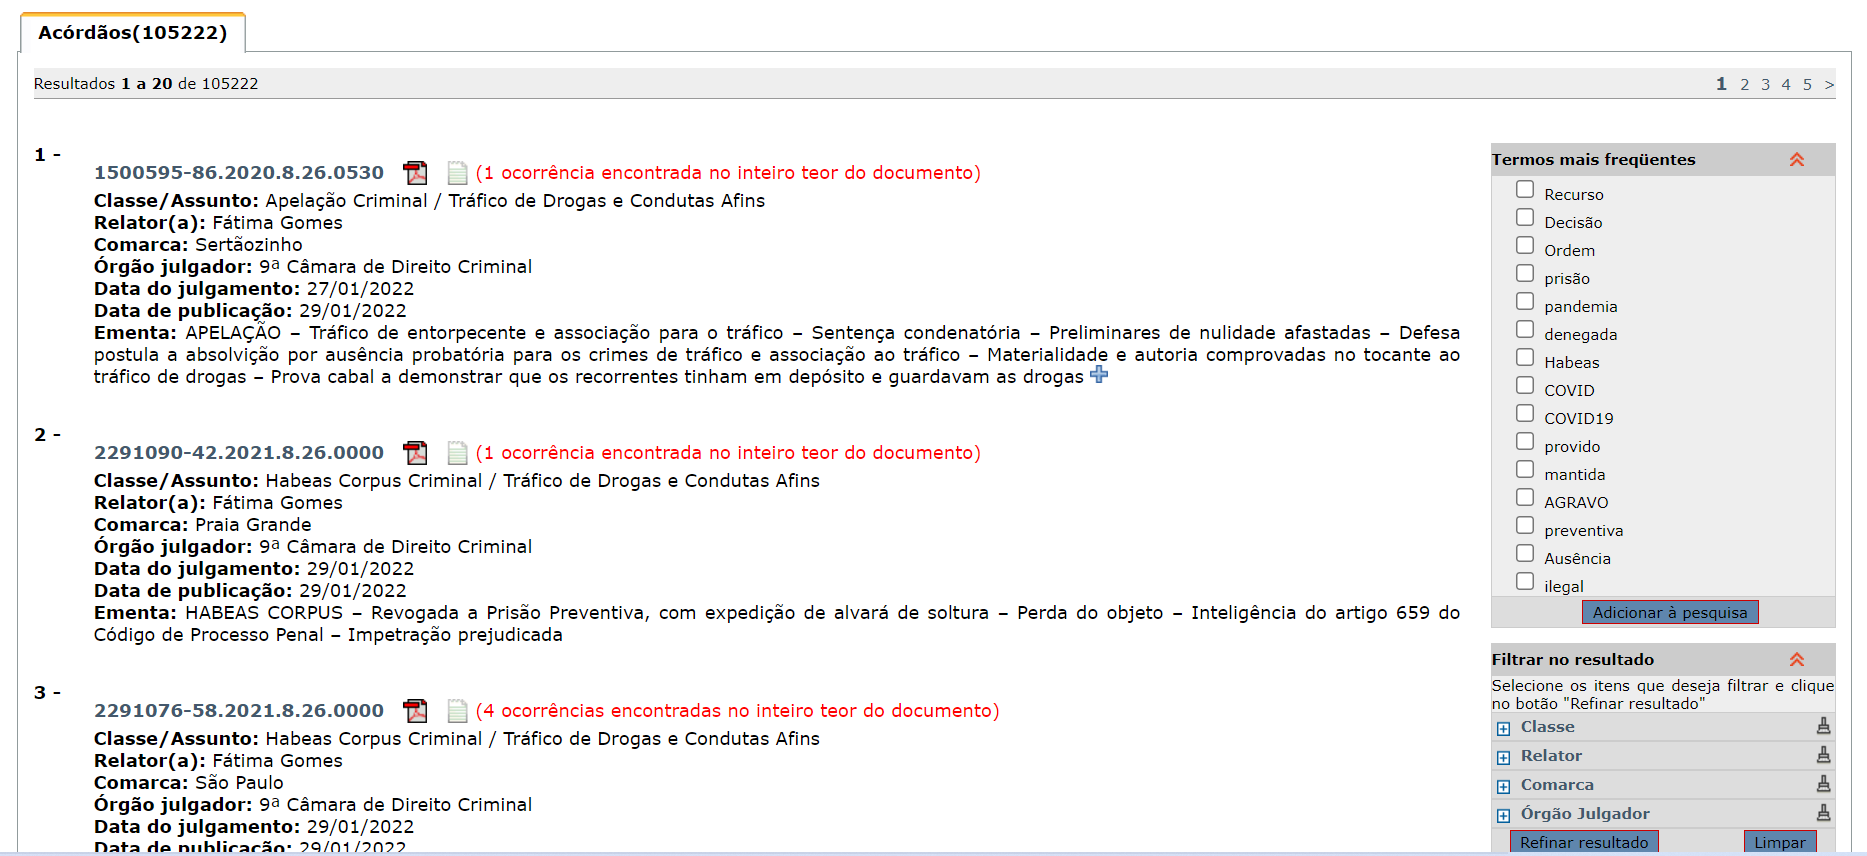 Acórdãos(105222)
Resultados 1 a 20 de 105222
1 2 3 4 5 >
1 -
1500595-86.2020.8.26.0530 (1 ocorrência encontrada no inteiro teor do documento)
Classe/Assunto: Apelação Criminal / Tráfico de Drogas e Condutas Afins
Relator(a): Fátima Gomes
Comarca: Sertãozinho
Órgão julgador: 9ª Câmara de Direito Criminal
Data do julgamento: 27/01/2022
Data de publicação: 29/01/2022
Ementa: APELAÇÃO – Tráfico de entorpecente e associação para o tráfico – Sentença condenatória – Preliminares de nulidade afastadas – Defesa
postula a absolvição por ausência probatória para os crimes de tráfico e associação ao tráfico – Materialidade e autoria comprovadas no tocante ao
tráfico de drogas – Prova cabal a demonstrar que os recorrentes tinham em depósito e guardavam as drogas
2 -
2291090-42.2021.8.26.0000 (1 ocorrência encontrada no inteiro teor do documento)
Classe/Assunto: Habeas Corpus Criminal / Tráfico de Drogas e Condutas Afins
Relator(a): Fátima Gomes
Comarca: Praia Grande
Órgão julgador: 9ª Câmara de Direito Criminal
Data do julgamento: 29/01/2022
Data de publicação: 29/01/2022
Ementa: HABEAS CORPUS – Revogada a Prisão Preventiva, com expedição de alvará de soltura – Perda do objeto – Inteligência do artigo 659 do
Código de Processo Penal – Impetração prejudicada
3 -
2291076-58.2021.8.26.0000 (4 ocorrências encontradas no inteiro teor do documento)
Classe/Assunto: Habeas Corpus Criminal / Tráfico de Drogas e Condutas Afins
Relator(a): Fátima Gomes
Comarca: São Paulo
Órgão julgador: 9ª Câmara de Direito Criminal
Data do julgamento: 29/01/2022
Data de publicação: 29/01/2022
Termos mais freqüentes
Recurso
Decisão
Ordem
prisão
pandemia
denegada
Habeas
COVID
COVID19
provido
mantida
AGRAVO
preventiva
Ausência
ilegal
Adicionar à pesquisa
Filtrar no resultado
Selecione os itens que deseja filtrar e clique
no botão "Refinar resultado"
Classe
Relator
Comarca
Órgão Julgador
Refinar resultado Limpar